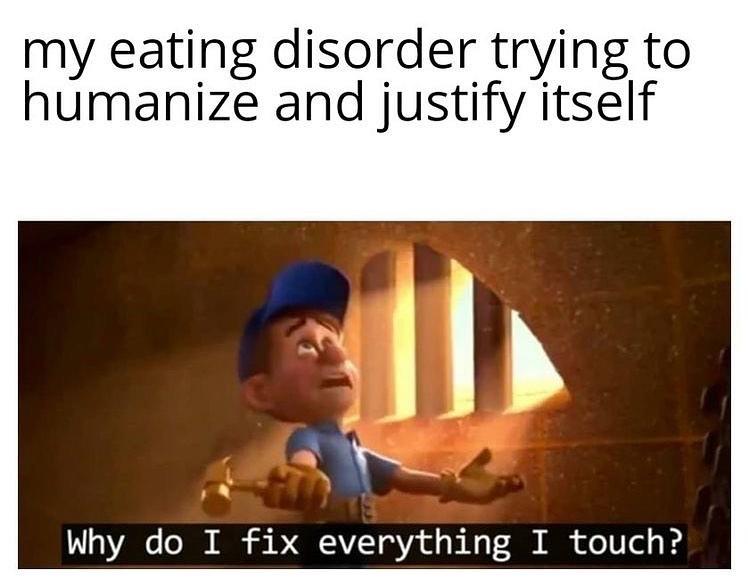 my eating disorder trying to
humanize and justify itself
Why do I fix everything I touch?